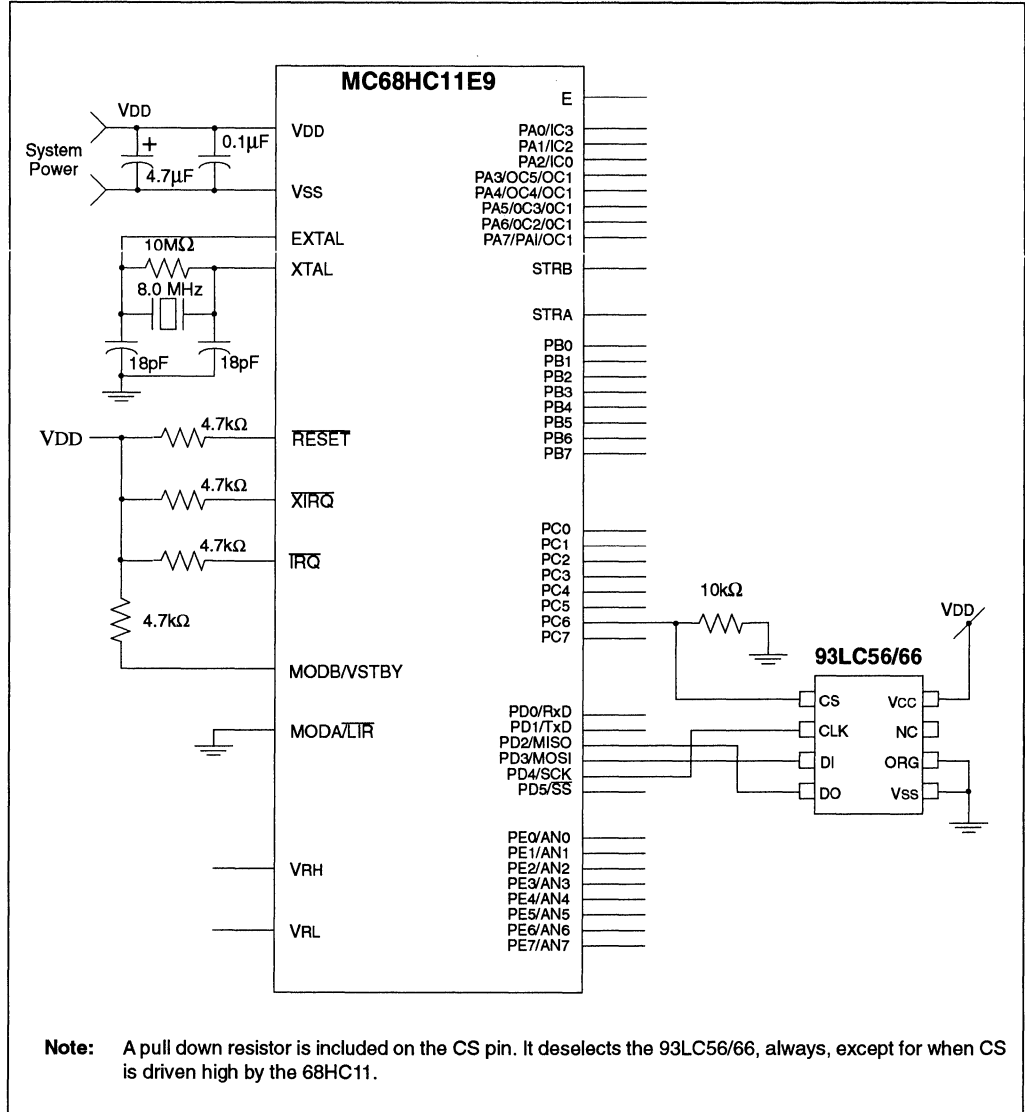 MC68HC11E9
VDD
System
Power
+
4.7µF
0.1µF
VDD
VSS
EXTAL
10MΩ
XTAL
8.0 MHz
18pF
18pF
VDD
4.7kΩ
RESET
4.7kΩ
XIRQ
4.7kΩ
IRQ
4.7kΩ
MODB/VSTBY
MODA/LIR
VRH
VRL
E
PA0/IC3
PA1/IC2
PA2/IC0
PA3/OC5/OC1
PA4/OC4/OC1
PA5/0C3/0C1
PA6/0C2/0C1
PA7/PAI/OC1
STRB
STRA
PB0
PB1
PB2
PB3
PB4
PB5
PB6
PB7
PC0
PC1
PC2
PC3
PC4
PC5
PC6
PC7
PD0/RxD
PD1/TxD
PD2/MISO
PD3/MOSI
PD4/SCK
PD5/SS
PE0/AN0
PE1/AN1
PE2/AN2
PE3/AN3
PE4/AN4
PE5/AN5
PE6/AN6
PE7/AN7
10kΩ
VDD
93LC56/66
CS
VCC
CLK
NC
DI
ORG
DO
VSS
Note: A pull down resistor is included on the CS pin. It deselects the 93LC56/66, always, except for when CS
is driven high by the 68HC11.